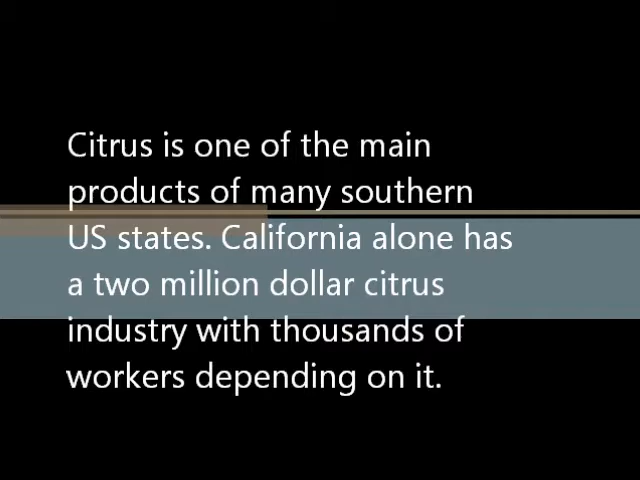 Citrus is one of the main
products of many southern
US states. California alone has
a two million dollar citrus
industry with thousands of
workers depending on it.